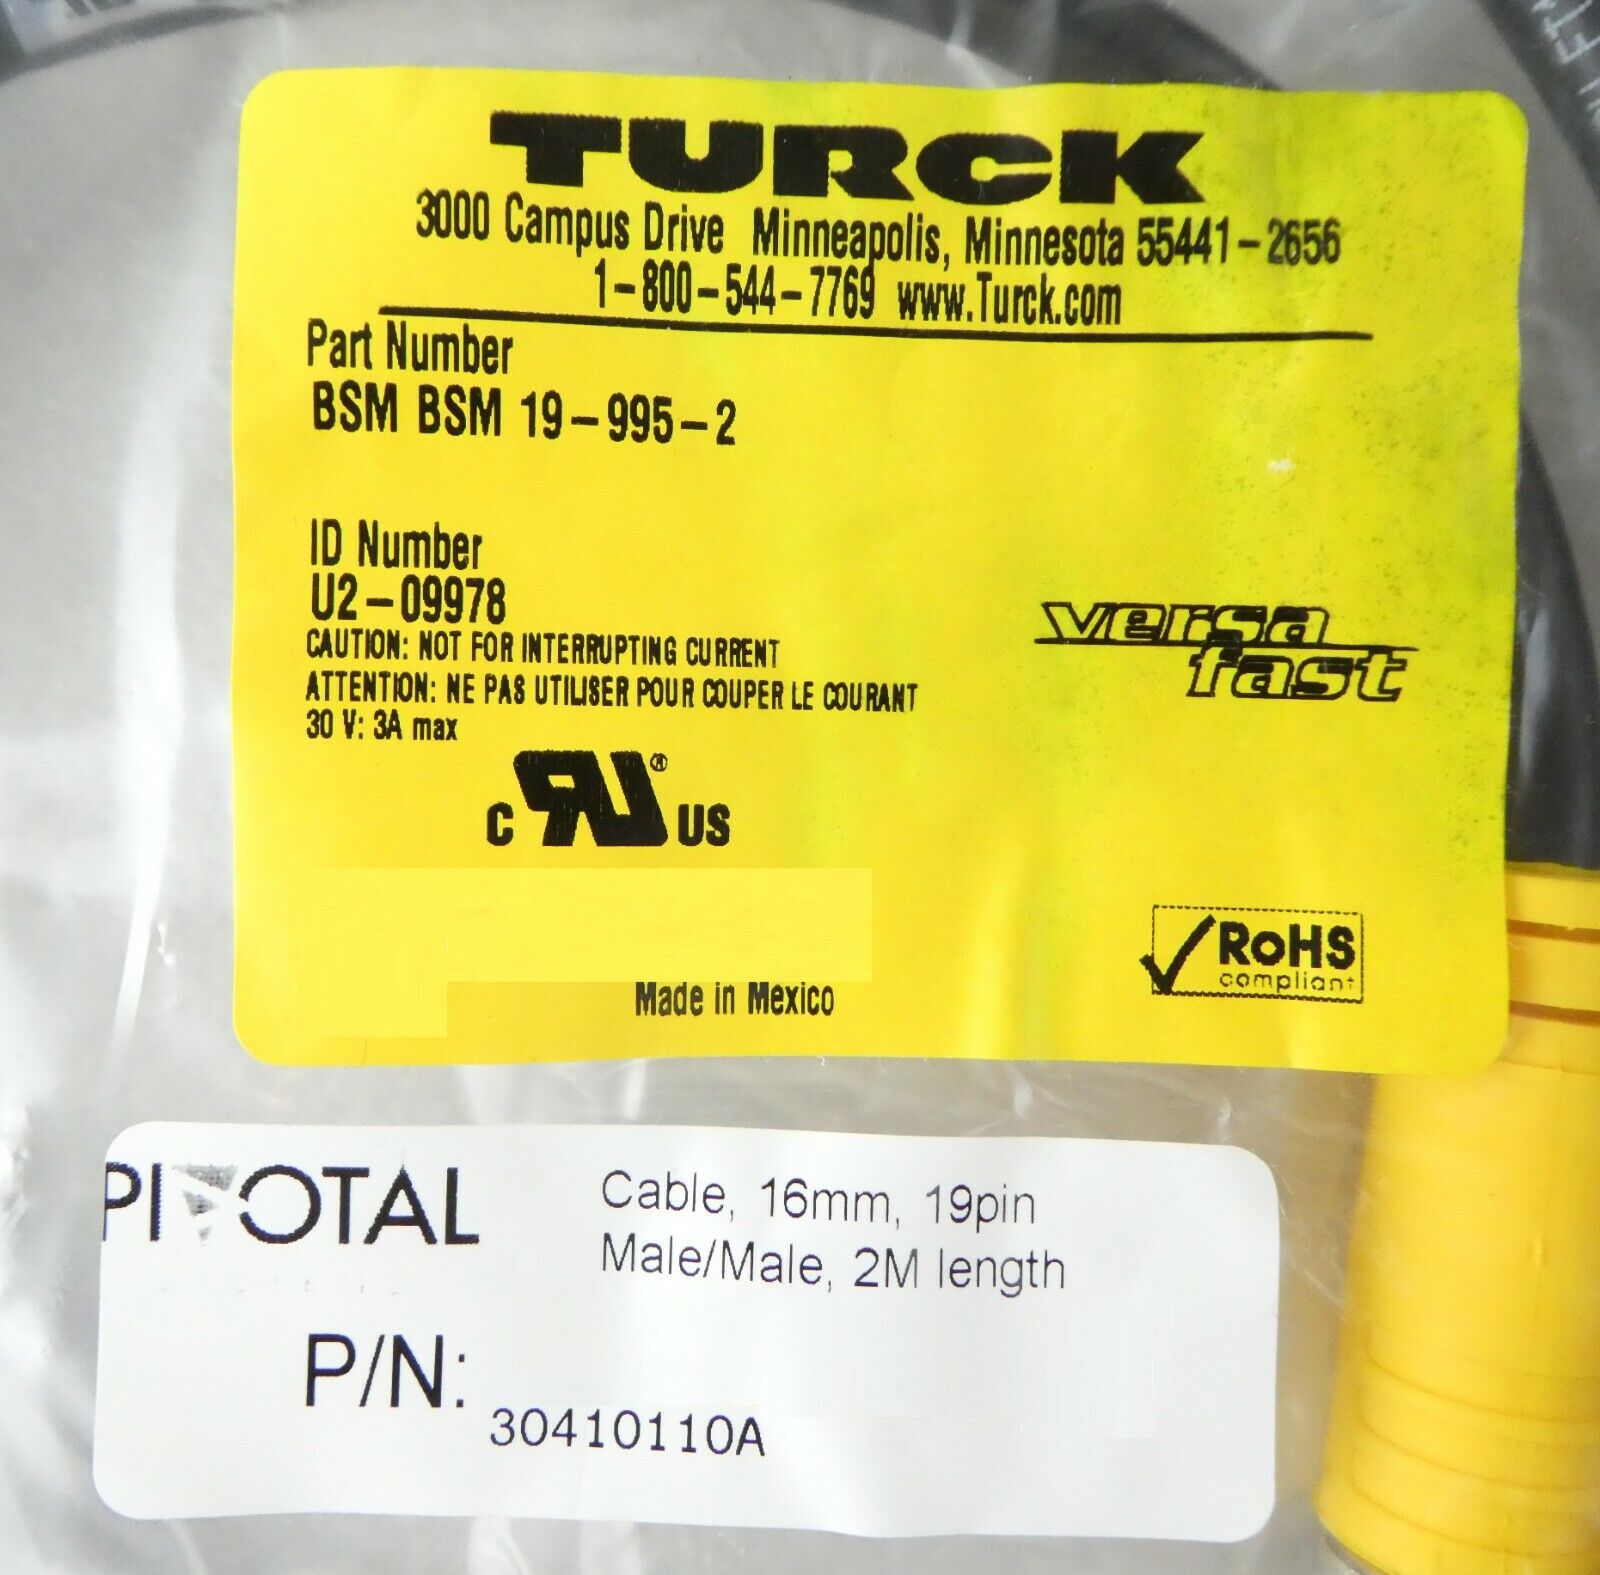 TURCK
3000 Campus Drive Minneapolis, Minnesota 55441-2656
1-800-544-7769 www.Turck.com
Part Number
BSM BSM 19-995-2
ID Number
U2-09978
CAUTION: NOT FOR INTERRUPTING CURRENT
ATTENTION: NE PAS UTILISER POUR COUPER LE COURANT
30 V: 3A max
versa
fast
C RU ® US
RoHS
compliant
Made in Mexico
PIVOTAL
Cable, 16mm, 19pin
Male/Male, 2M length
P/N:
30410110A